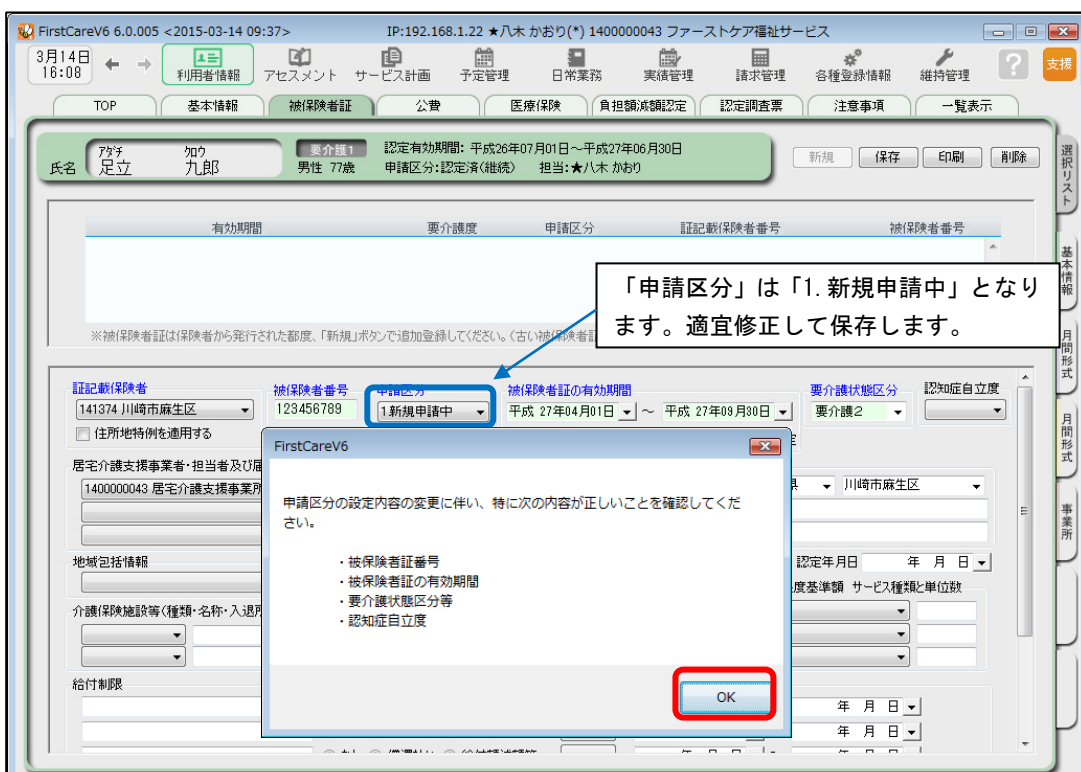 FirstCareV6 6.0.005 <2015-03-14 09:37> IP:192.168.1.22 ★八木 かおり(*) 1400000043 ファーストケア福祉サービス
3月14日
16:08
利用者情報 アセスメント サービス計画 予定管理 日常業務 実績管理 請求管理 各種登録情報 維持管理 ? 支援
TOP 基本情報 被保険者証 公費 医療保険 負担額減額認定 認定調査票 注意事項 一覧表示
アダチ クロウ
氏名 足立 九郎
要介護1
男性 77歳
認定有効期間: 平成26年07月01日～平成27年06月30日
申請区分:認定済(継続) 担当:★八木 かおり
新規 保存 印刷 削除
選択リスト
基本情報
月間形式
月間形式
事業所
有効期間 要介護度 申請区分 証記載保険者番号 被保険者番号
「申請区分」は「1.新規申請中」となり
ます。適宜修正して保存します。
※被保険者証は保険者から発行された都度、「新規」ボタンで追加登録してください。(古い被保険者証
証記載保険者 被保険者番号 申請区分 被保険者証の有効期間 要介護状態区分 認知症自立度
141374 川崎市麻生区 123456789 1新規申請中 平成 27年04月01日 ～ 平成 27年09月30日 要介護2
住所地特例を適用する
居宅介護支援事業者・担当者及び届
1400000043 居宅介護支援事業所
川崎市麻生区
地域包括情報
認定年月日 年 月 日
度基準額 サービス種類と単位数
介護保険施設等(種類・名称・入退所
給付制限
年 月 日
年 月 日
FirstCareV6
申請区分の設定内容の変更に伴い、特に次の内容が正しいことを確認してくだ
さい。
・被保険者証番号
・被保険者証の有効期間
・要介護状態区分等
・認知症自立度
OK